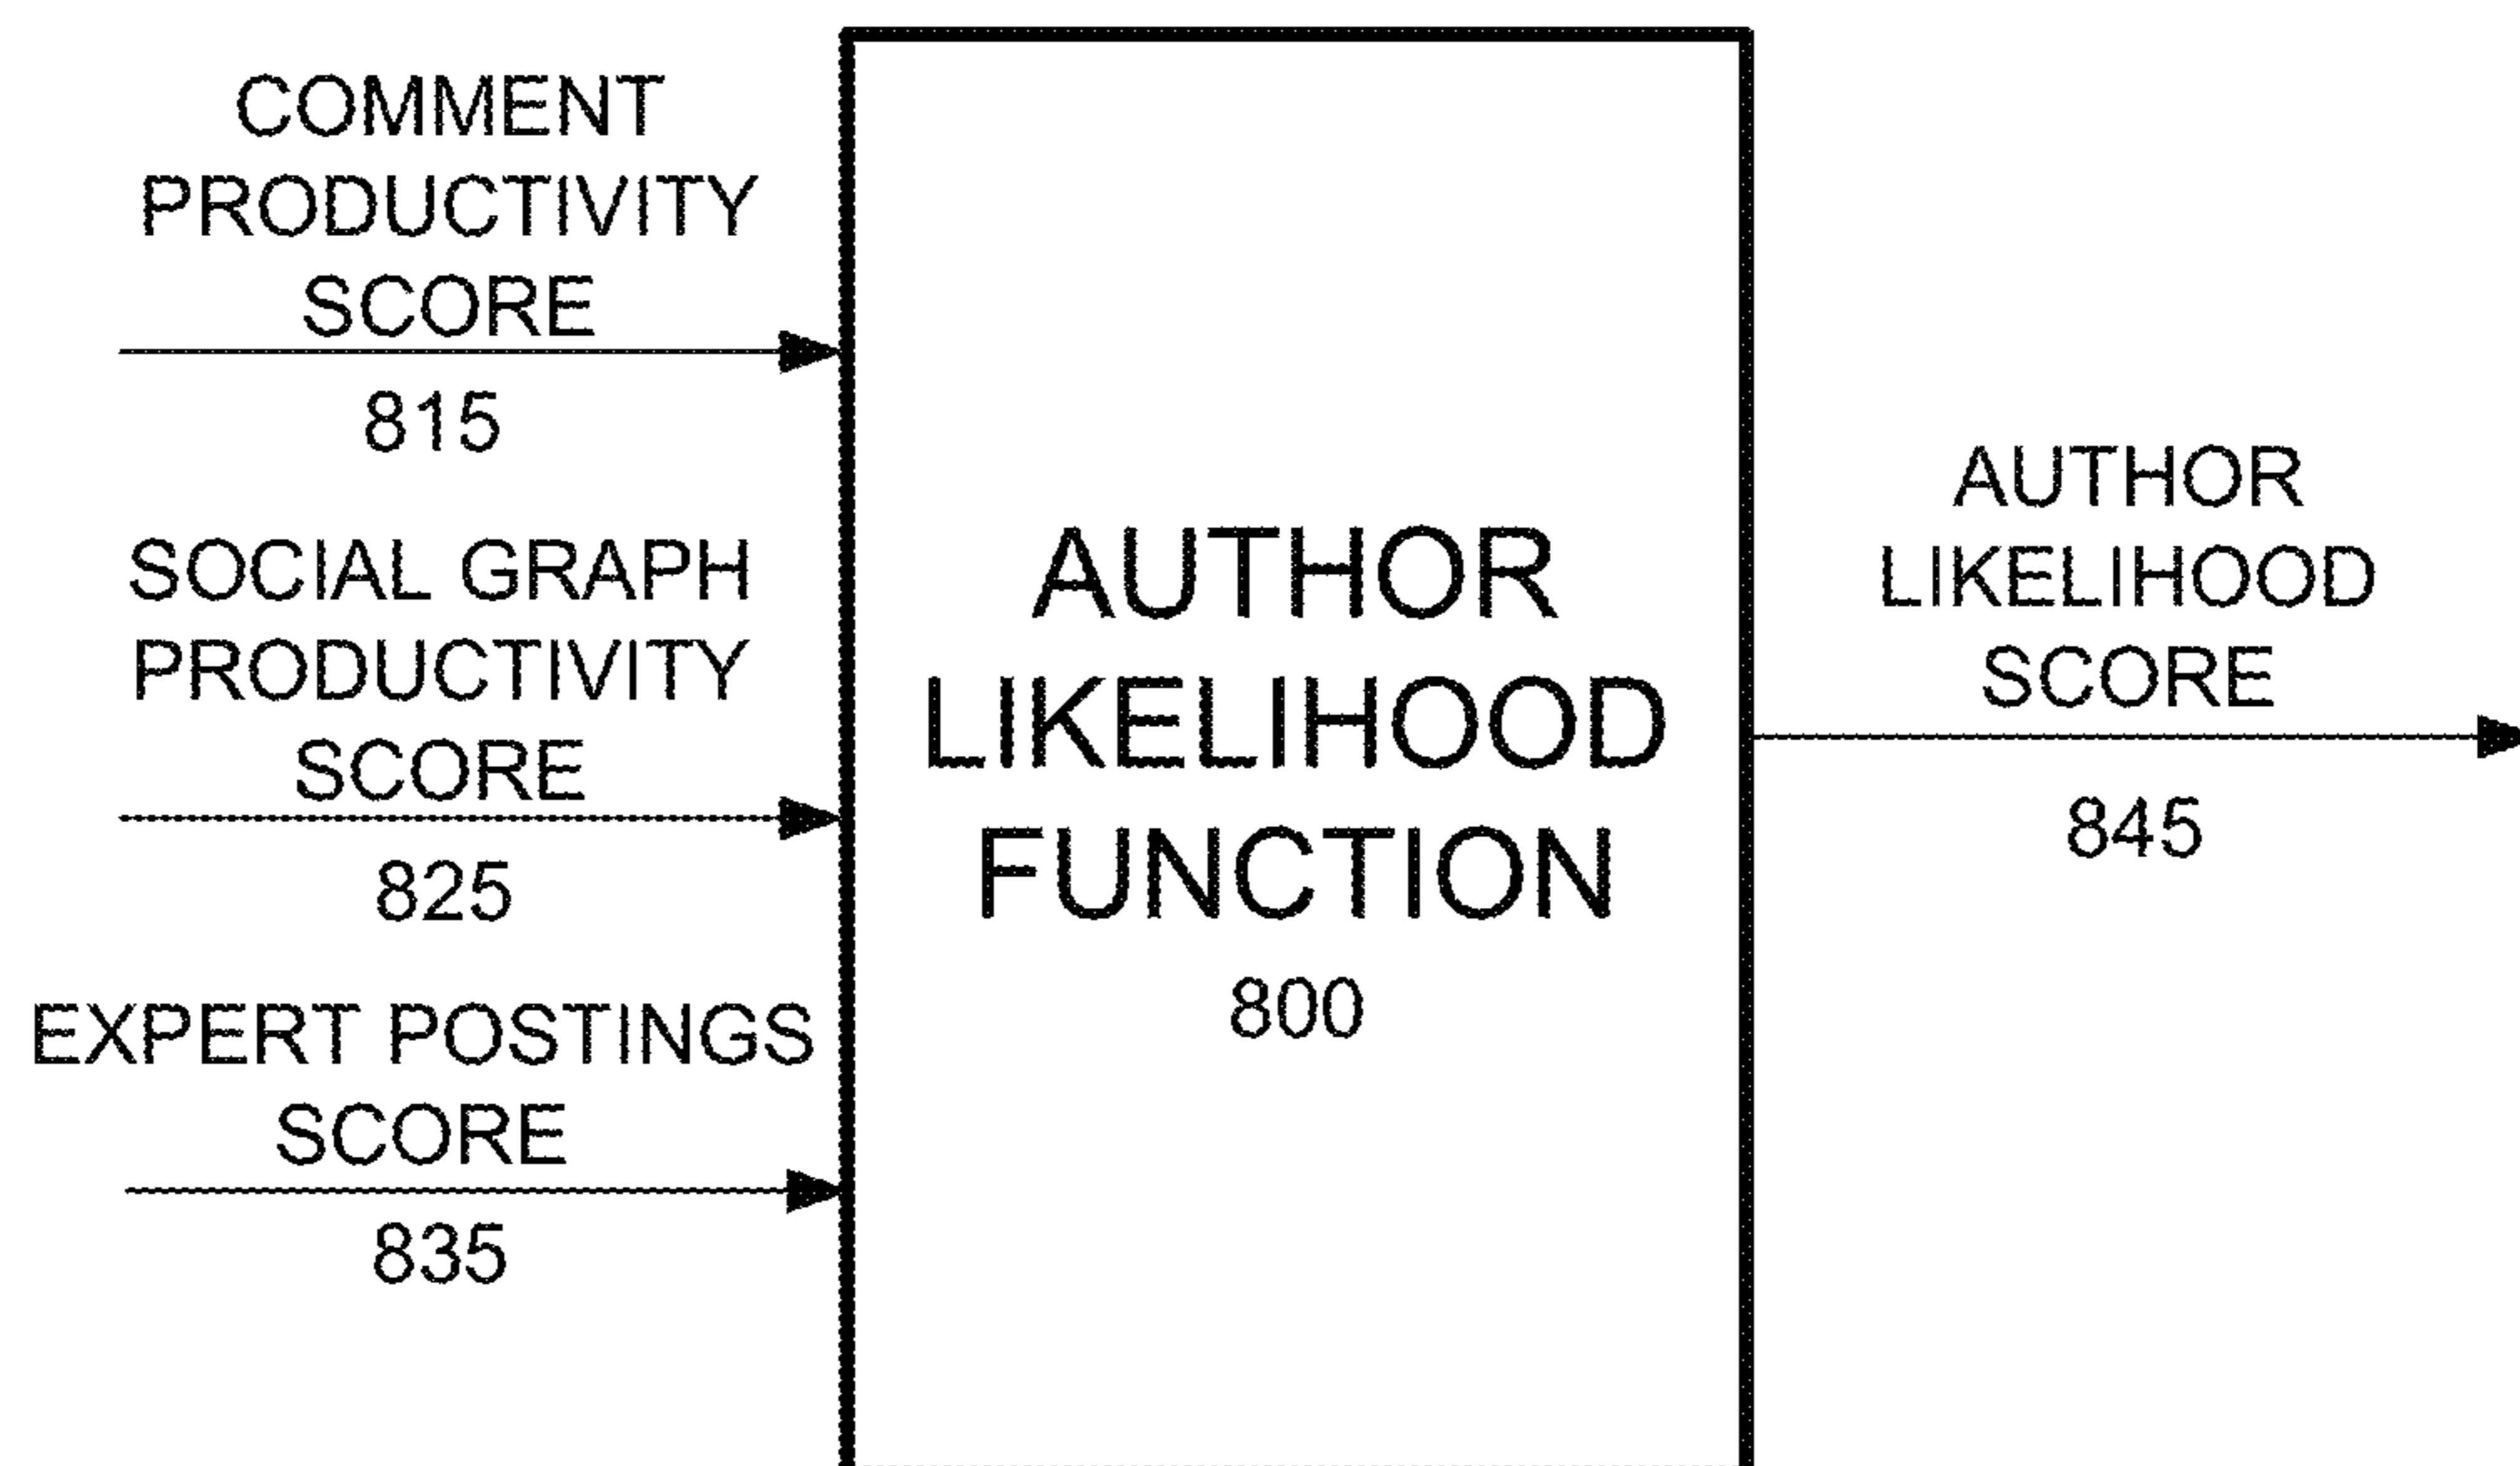 COMMENT
PRODUCTIVITY
SCORE
815
SOCIAL GRAPH
PRODUCTIVITY
SCORE
825
EXPERT POSTINGS
SCORE
835
AUTHOR
LIKELIHOOD
FUNCTION
800
AUTHOR
LIKELIHOOD
SCORE
845